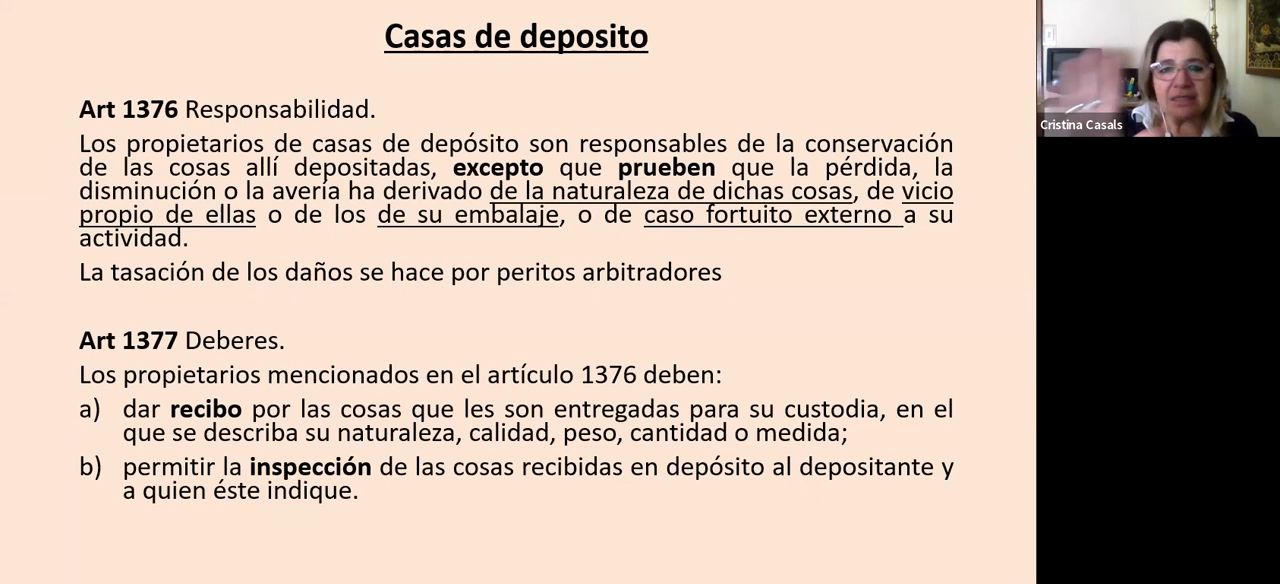 Casas de deposito
Art 1376 Responsabilidad.
Los propietarios de casas de depósito son responsables de la conservación
de las cosas allí depositadas, excepto que prueben que la pérdida, la
disminución o la avería ha derivado de la naturaleza de dichas cosas, de vicio
propio de ellas o de los de su embalaje, o de caso fortuito externo a su
actividad.
La tasación de los daños se hace por peritos arbitradores
Art 1377 Deberes.
Los propietarios mencionados en el artículo 1376 deben:
a) dar recibo por las cosas que les son entregadas para su custodia, en el
que se describa su naturaleza, calidad, peso, cantidad o medida;
b) permitir la inspección de las cosas recibidas en depósito al depositante y
a quien éste indique.
Cristina Casals